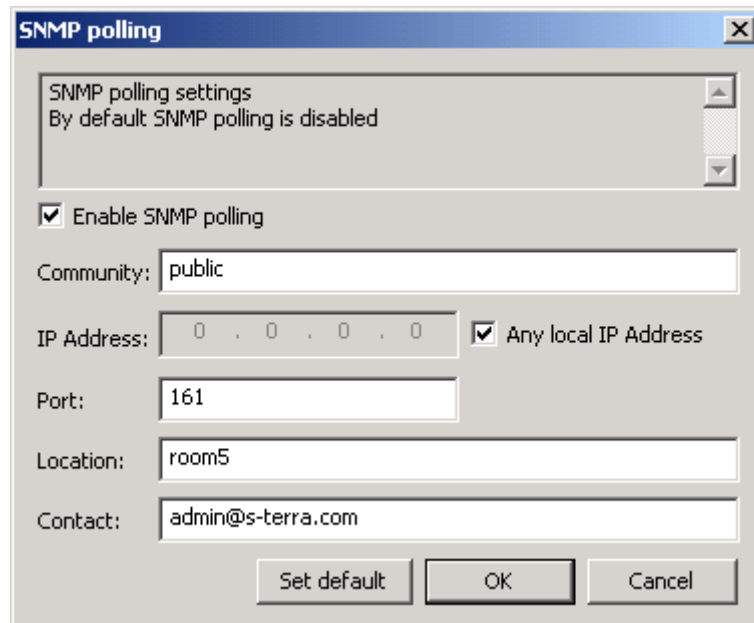 SNMP polling
SNMP polling settings
By default SNMP polling is disabled
Enable SNMP polling
Community: public
IP Address: 0 . 0 . 0 . 0 Any local IP Address
Port: 161
Location: room5
Contact: admin@s-terra.com
Set default OK Cancel